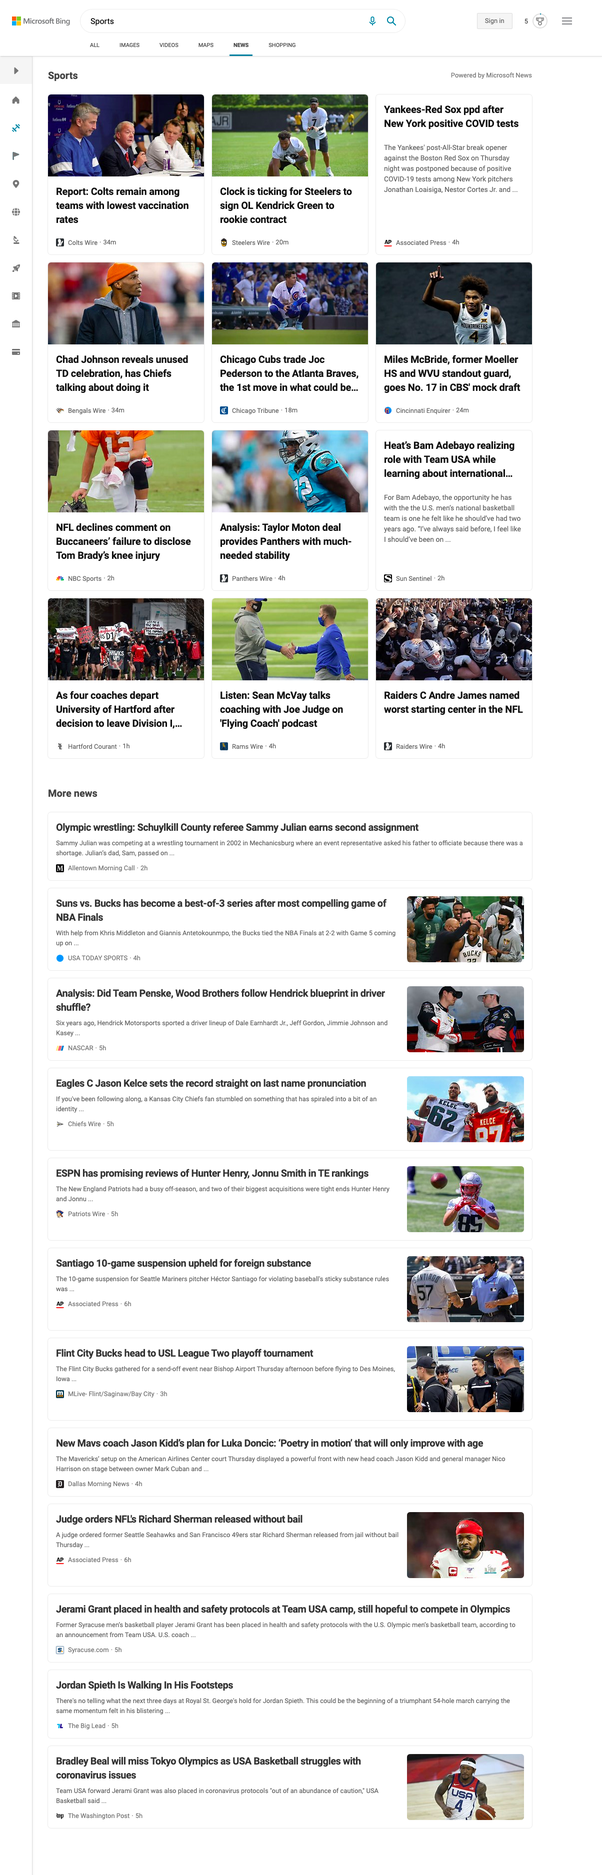 Microsoft Bing
Sports
Sign in
5
ALL IMAGES VIDEOS MAPS NEWS SHOPPING
Sports
Powered by Microsoft News
Report: Colts remain among
teams with lowest vaccination
rates
Colts Wire · 34m
Clock is ticking for Steelers to
sign OL Kendrick Green to
rookie contract
Steelers Wire · 20m
Yankees-Red Sox ppd after
New York positive COVID tests
The Yankees' post-All-Star break opener
against the Boston Red Sox on Thursday
night was postponed because of positive
COVID-19 tests among New York pitchers
Jonathan Loaisiga, Nestor Cortes Jr. and ...
AP Associated Press · 4h
Chad Johnson reveals unused
TD celebration, has Chiefs
talking about doing it
Bengals Wire · 34m
Chicago Cubs trade Joc
Pederson to the Atlanta Braves,
the 1st move in what could be...
Chicago Tribune · 18m
4
Miles McBride, former Moeller
HS and WVU standout guard,
goes No. 17 in CBS' mock draft
Cincinnati Enquirer · 24m
12
NFL declines comment on
Buccaneers' failure to disclose
Tom Brady's knee injury
NBC Sports · 2h
Analysis: Taylor Moton deal
provides Panthers with much-
needed stability
Panthers Wire · 4h
Heat's Bam Adebayo realizing
role with Team USA while
learning about international...
For Bam Adebayo, the opportunity he has
with the the U.S. men's national basketball
team is one he felt like he should've had two
years ago. "I've always said before, I feel like
I should've been on ...
Sun Sentinel · 2h
As four coaches depart
University of Hartford after
decision to leave Division I,...
Hartford Courant · 1h
Listen: Sean McVay talks
coaching with Joe Judge on
'Flying Coach' podcast
Rams Wire · 4h
Raiders C Andre James named
worst starting center in the NFL
Raiders Wire · 4h
More news
Olympic wrestling: Schuylkill County referee Sammy Julian earns second assignment
Sammy Julian was competing at a wrestling tournament in 2002 in Mechanicsburg where an event representative asked his father to officiate because there was a
shortage. Julian's dad, Sam, passed on ...
Allentown Morning Call · 2h
Suns vs. Bucks has become a best-of-3 series after most compelling game of
NBA Finals
With help from Khris Middleton and Giannis Antetokounmpo, the Bucks tied the NBA Finals at 2-2 with Game 5 coming
up on ...
USA TODAY SPORTS · 4h
BUCKS
22
Analysis: Did Team Penske, Wood Brothers follow Hendrick blueprint in driver
shuffle?
Six years ago, Hendrick Motorsports sported a driver lineup of Dale Earnhardt Jr., Jeff Gordon, Jimmie Johnson and
Kasey ...
NASCAR · 5h
Eagles C Jason Kelce sets the record straight on last name pronunciation
If you've been following along, a Kansas City Chiefs fan stumbled on something that has spiraled into a bit of an
identity ...
Chiefs Wire · 5h
KELCE
62
KELCE
87
ESPN has promising reviews of Hunter Henry, Jonnu Smith in TE rankings
The New England Patriots had a busy off-season, and two of their biggest acquisitions were tight ends Hunter Henry
and Jonnu ...
Patriots Wire · 5h
85
Santiago 10-game suspension upheld for foreign substance
The 10-game suspension for Seattle Mariners pitcher Héctor Santiago for violating baseball's sticky substance rules
was ...
AP Associated Press · 6h
SANTIAGO
57
Flint City Bucks head to USL League Two playoff tournament
The Flint City Bucks gathered for a send-off event near Bishop Airport Thursday afternoon before flying to Des Moines,
Iowa ...
MLive- Flint/Saginaw/Bay City · 3h
New Mavs coach Jason Kidd's plan for Luka Doncic: 'Poetry in motion' that will only improve with age
The Mavericks' setup on the American Airlines Center court Thursday displayed a powerful front with new head coach Jason Kidd and general manager Nico
Harrison on stage between owner Mark Cuban and ...
Dallas Morning News · 4h
Judge orders NFL's Richard Sherman released without bail
A judge ordered former Seattle Seahawks and San Francisco 49ers star Richard Sherman released from jail without bail
Thursday ...
AP Associated Press · 6h
Jerami Grant placed in health and safety protocols at Team USA camp, still hopeful to compete in Olympics
Former Syracuse men's basketball player Jerami Grant has been placed in health and safety protocols with the U.S. Olympic men's basketball team, according to
an announcement from Team USA. U.S. coach ...
Syracuse.com · 5h
Jordan Spieth Is Walking In His Footsteps
There's no telling what the next three days at Royal St. George's hold for Jordan Spieth. This could be the beginning of a triumphant 54-hole march carrying the
same momentum felt in his blistering ...
The Big Lead · 5h
Bradley Beal will miss Tokyo Olympics as USA Basketball struggles with
coronavirus issues
Team USA forward Jerami Grant was also placed in coronavirus protocols "out of an abundance of caution," USA
Basketball said ...
wp The Washington Post · 5h
USA
4